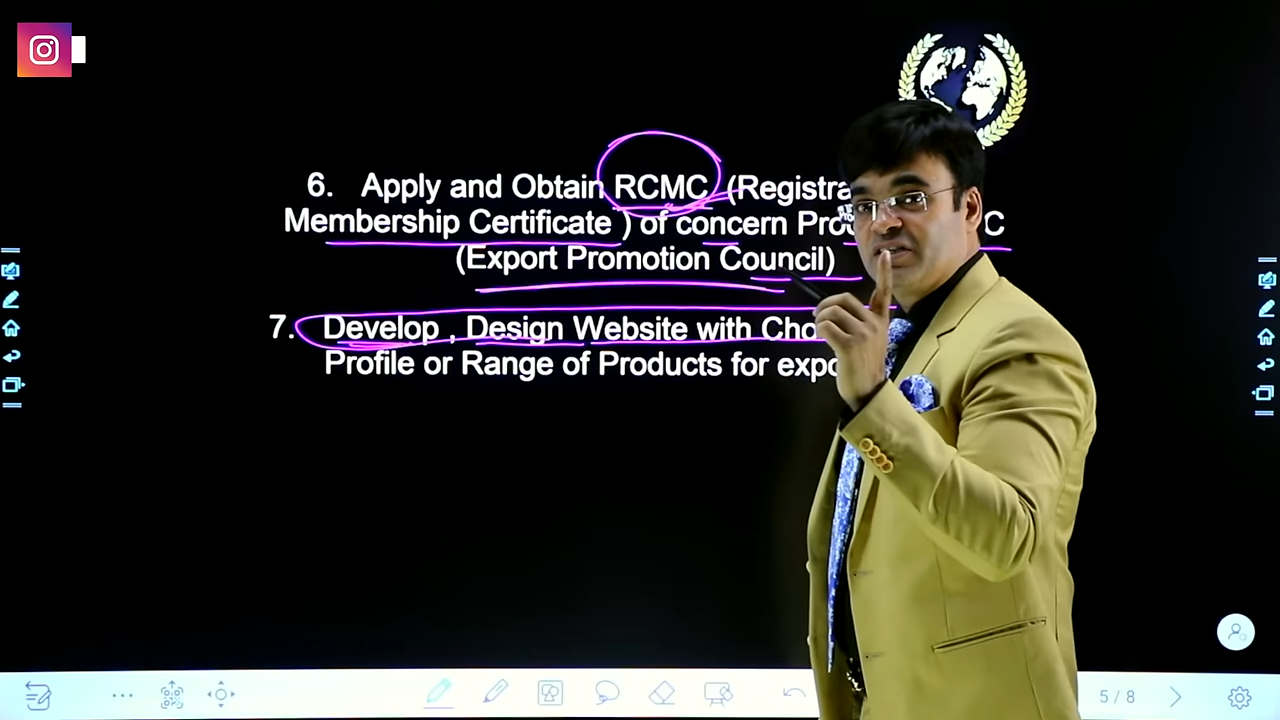 6. Apply and Obtain RCMC (Registra
Membership Certificate ) of concern Pro C
(Export Promotion Council)
7. Develop , Design Website with Cho
Profile or Range of Products for expo
5 / 8